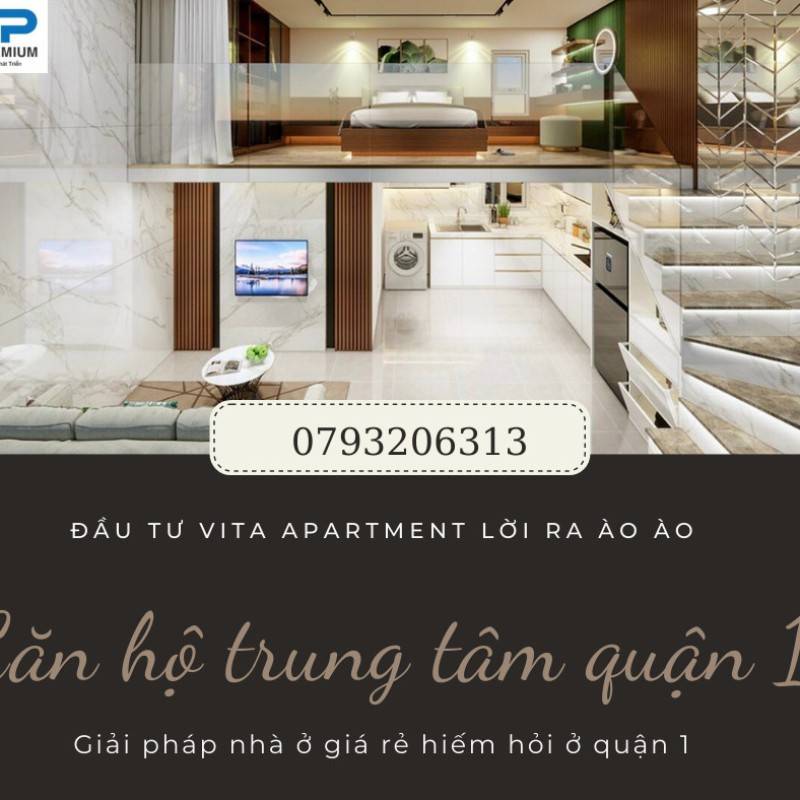 P
MIUM
0793206313
ĐẦU TƯ VITA APARTMENT LỜI RA ÀO ÀO
Căn hộ trung tâm quận 1
Giải pháp nhà ở giá rẻ hiếm hỏi ở quận 1